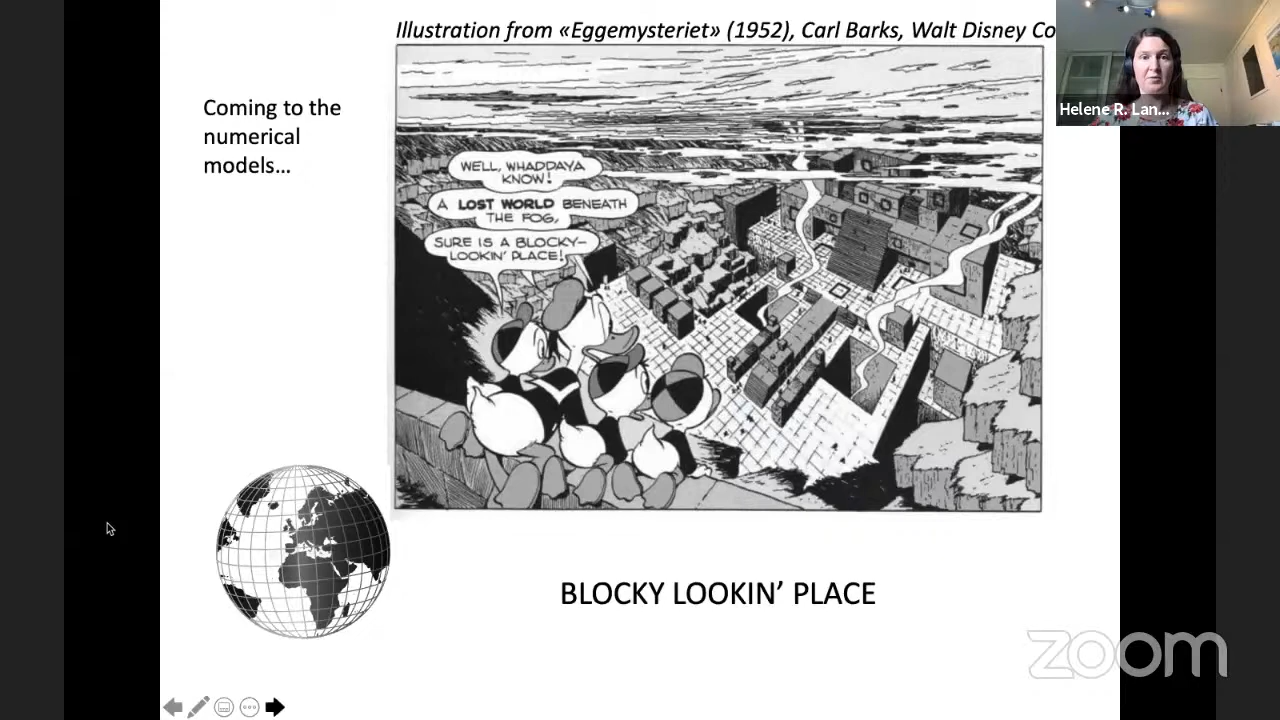 Illustration from «Eggemysteriet» (1952), Carl Barks, Walt Disney Co
Helene R. Lan...
Coming to the
numerical
models...
WELL, WHADDAYA
KNOW!
A LOST WORLD BENEATH
THE FOG,
SURE IS A BLOCKY-
LOOKIN' PLACE!
BLOCKY LOOKIN' PLACE
zoom